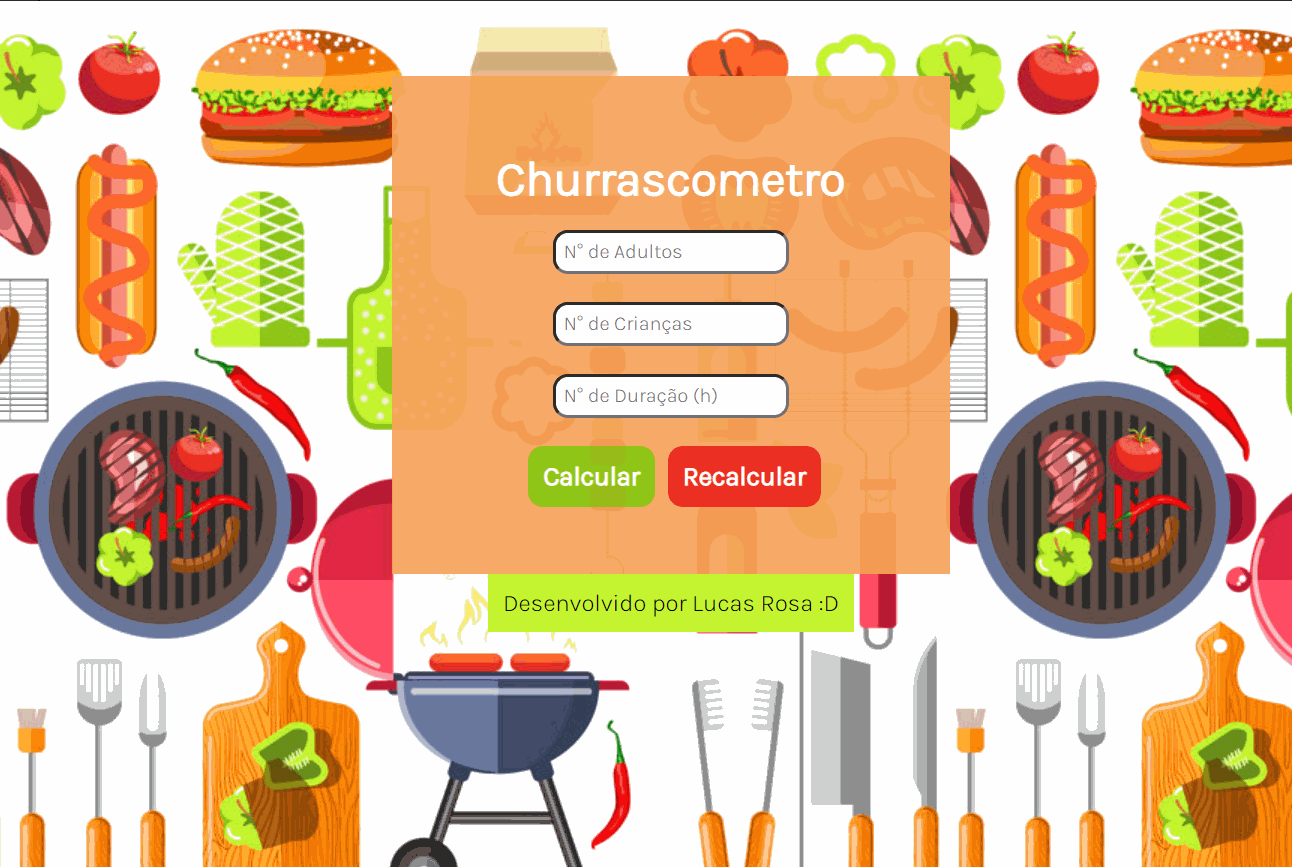 Churrascometro
N° de Adultos
N° de Crianças
N° de Duração (h)
Calcular Recalcular
Desenvolvido por Lucas Rosa :D